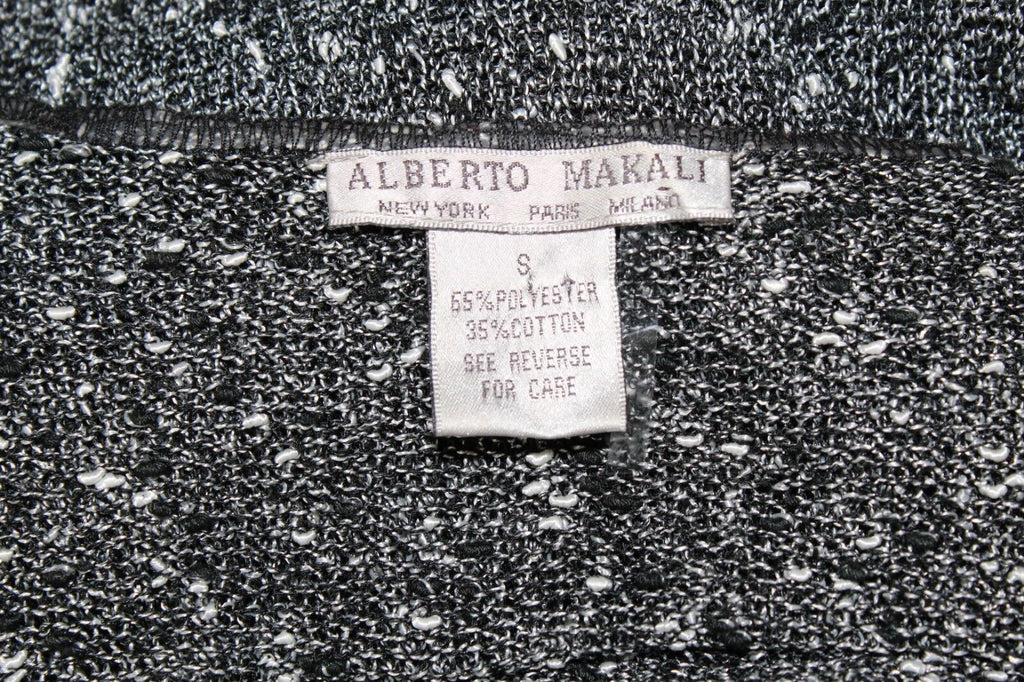 ALBERTO MAKALI
NEW YORK PARIS MILANO
S
65%POLYESTER
35%COTTON
SEE REVERSE
FOR CARE